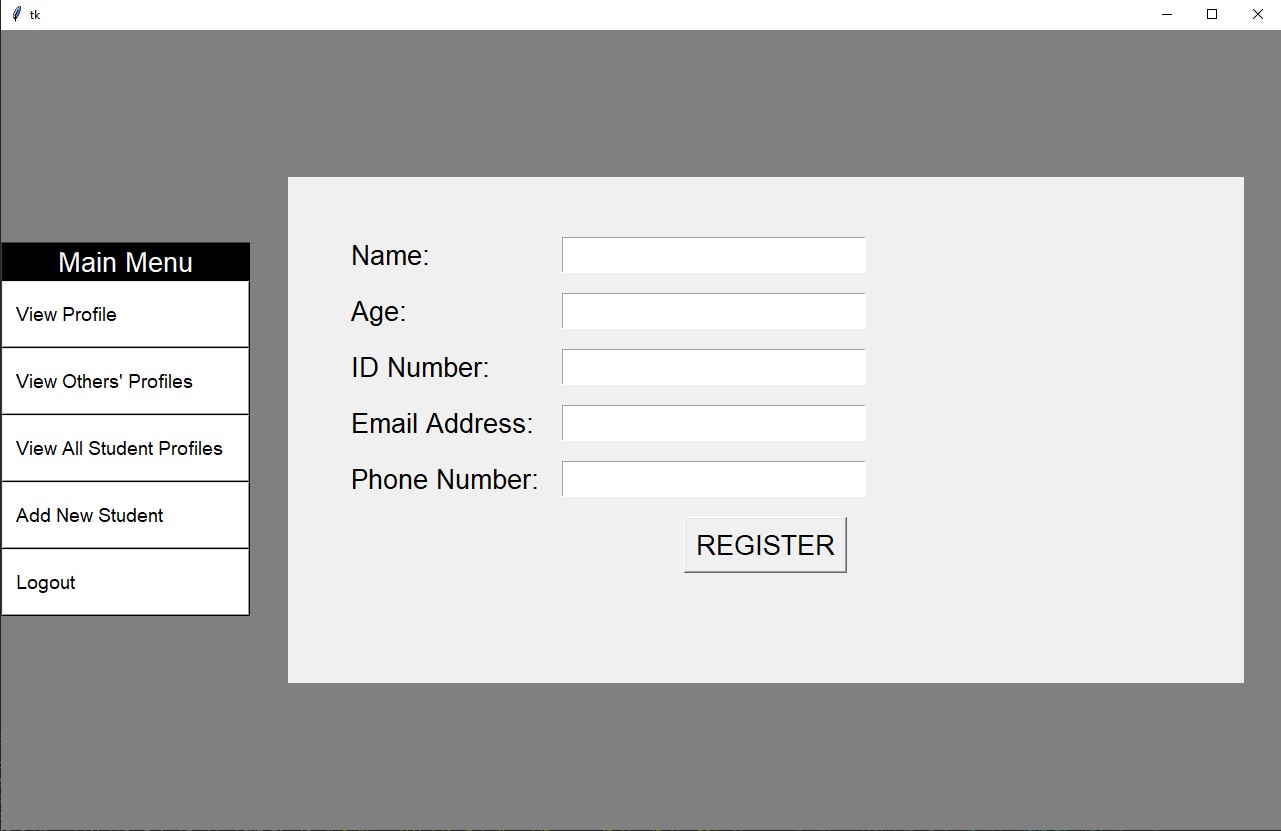 tk
Main Menu
View Profile
View Others' Profiles
View All Student Profiles
Add New Student
Logout
Name:
Age:
ID Number:
Email Address:
Phone Number:
REGISTER